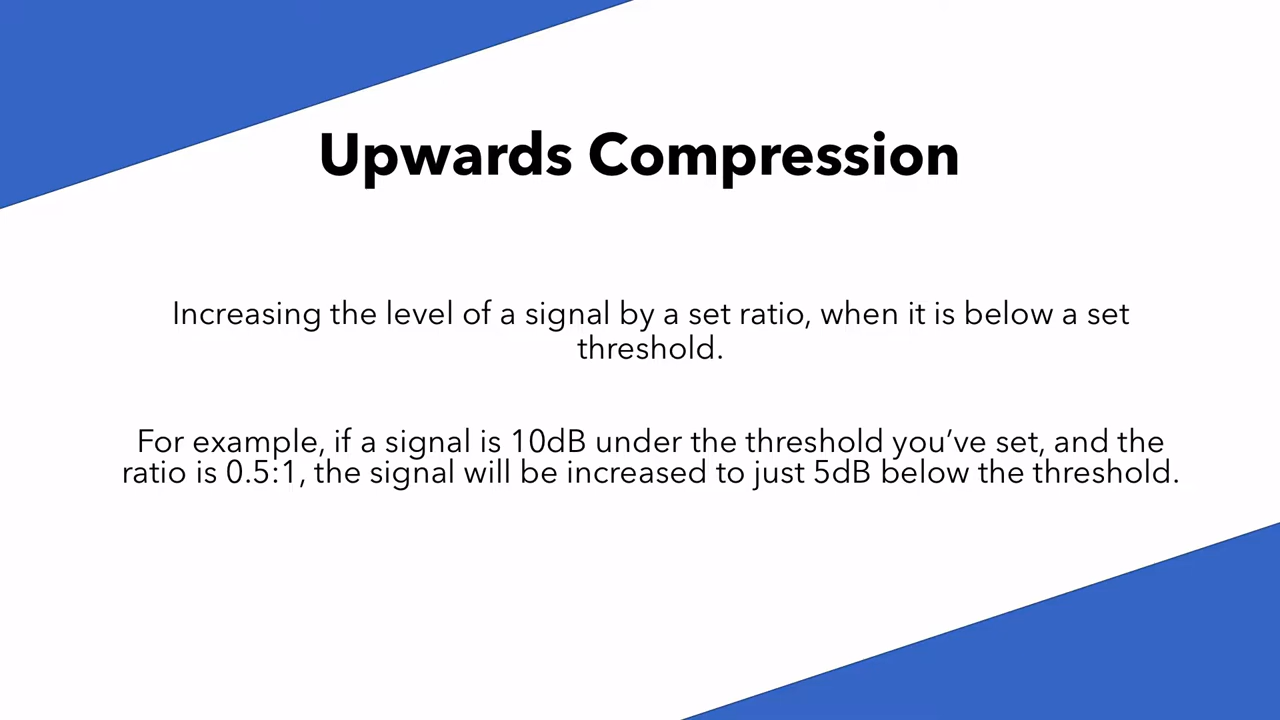 Upwards Compression
Increasing the level of a signal by a set ratio, when it is below a set
threshold.
For example, if a signal is 10dB under the threshold you’ve set, and the
ratio is 0.5:1, the signal will be increased to just 5dB below the threshold.